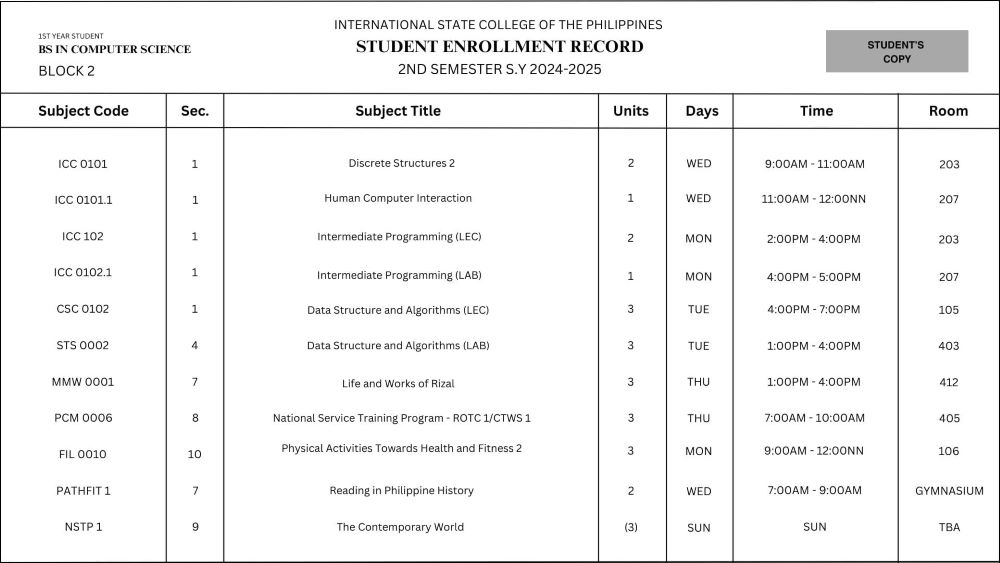 1ST YEAR STUDENT
BS IN COMPUTER SCIENCE
BLOCK 2
INTERNATIONAL STATE COLLEGE OF THE PHILIPPINES
STUDENT ENROLLMENT RECORD
2ND SEMESTER S.Y 2024-2025
STUDENT'S
COPY
Subject Code Sec. Subject Title Units Days Time Room
ICC 0101 1 Discrete Structures 2 2 WED 9:00AM - 11:00AM 203
ICC 0101.1 1 Human Computer Interaction 1 WED 11:00AM - 12:00NN 207
ICC 102 1 Intermediate Programming (LEC) 2 MON 2:00PM - 4:00PM 203
ICC 0102.1 1 Intermediate Programming (LAB) 1 MON 4:00PM - 5:00PM 207
CSC 0102 1 Data Structure and Algorithms (LEC) 3 TUE 4:00PM - 7:00PM 105
STS 0002 4 Data Structure and Algorithms (LAB) 3 TUE 1:00PM - 4:00PM 403
MMW 0001 7 Life and Works of Rizal 3 THU 1:00PM - 4:00PM 412
PCM 0006 8 National Service Training Program - ROTC 1/CTWS 1 3 THU 7:00AM - 10:00AM 405
FIL 0010 10 Physical Activities Towards Health and Fitness 2 3 MON 9:00AM - 12:00NN 106
PATHFIT 1 7 Reading in Philippine History 2 WED 7:00AM - 9:00AM GYMNASIUM
NSTP 1 9 The Contemporary World (3) SUN SUN TBA